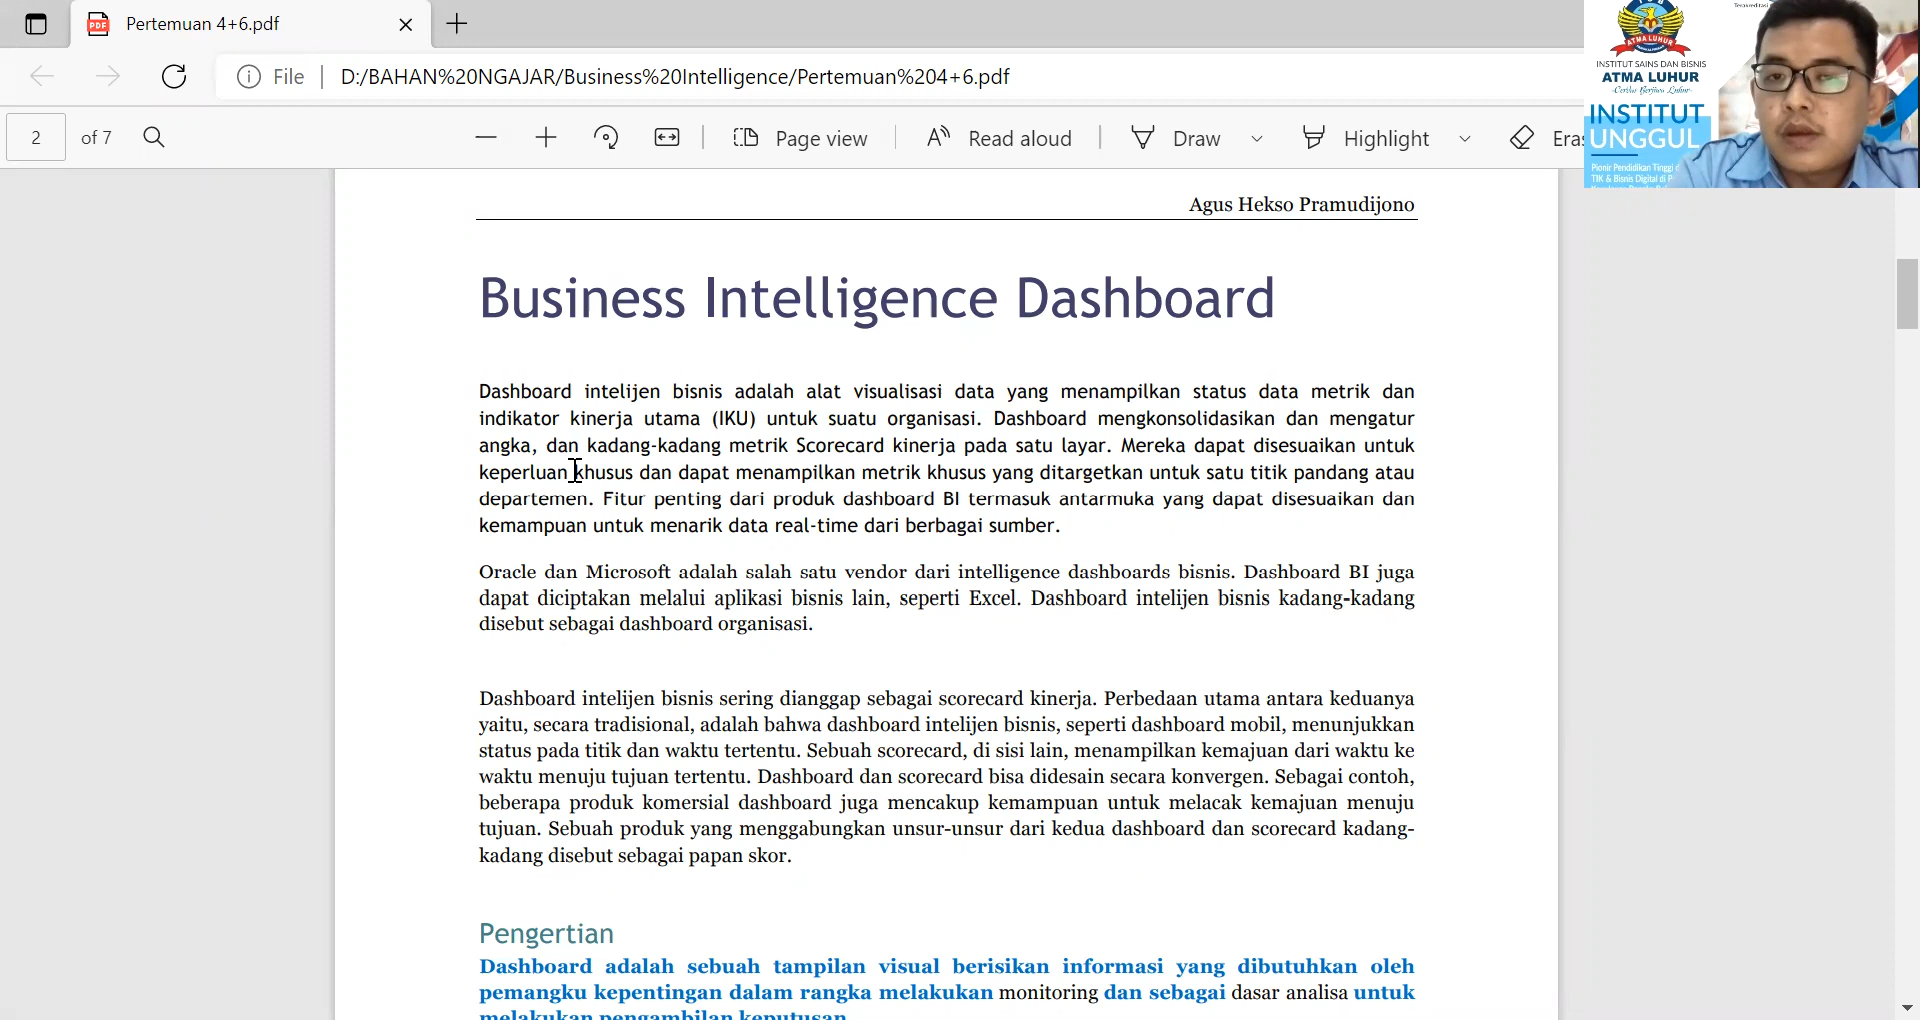 Pertemuan 4+6.pdf
File
D:/BAHAN%20NGAJAR/Business%20Intelligence/Pertemuan%204+6.pdf
2 of 7
Page view
Read aloud
Draw
Highlight
Eras
INSTITUT SAINS DAN BISNIS
ATMA LUHUR
INSTITUT
UNGGUL
Pionir Pendidikan Tinggi
TIK & Bisnis Digital di
Agus Hekso Pramudijono
Business Intelligence Dashboard
Dashboard intelijen bisnis adalah alat visualisasi data yang menampilkan status data metrik dan
indikator kinerja utama (IKU) untuk suatu organisasi. Dashboard mengkonsolidasikan dan mengatur
angka, dan kadang-kadang metrik Scorecard kinerja pada satu layar. Mereka dapat disesuaikan untuk
keperluan khusus dan dapat menampilkan metrik khusus yang ditargetkan untuk satu titik pandang atau
departemen. Fitur penting dari produk dashboard BI termasuk antarmuka yang dapat disesuaikan dan
kemampuan untuk menarik data real-time dari berbagai sumber.
Oracle dan Microsoft adalah salah satu vendor dari intelligence dashboards bisnis. Dashboard BI juga
dapat diciptakan melalui aplikasi bisnis lain, seperti Excel. Dashboard intelijen bisnis kadang-kadang
disebut sebagai dashboard organisasi.
Dashboard intelijen bisnis sering dianggap sebagai scorecard kinerja. Perbedaan utama antara keduanya
yaitu, secara tradisional, adalah bahwa dashboard intelijen bisnis, seperti dashboard mobil, menunjukkan
status pada titik dan waktu tertentu. Sebuah scorecard, di sisi lain, menampilkan kemajuan dari waktu ke
waktu menuju tujuan tertentu. Dashboard dan scorecard bisa didesain secara konvergen. Sebagai contoh,
beberapa produk komersial dashboard juga mencakup kemampuan untuk melacak kemajuan menuju
tujuan. Sebuah produk yang menggabungkan unsur-unsur dari kedua dashboard dan scorecard kadang-
kadang disebut sebagai papan skor.
Pengertian
Dashboard adalah sebuah tampilan visual berisikan informasi yang dibutuhkan oleh
pemangku kepentingan dalam rangka melakukan monitoring dan sebagai dasar analisa untuk
melakukan pengambilan keputusan.